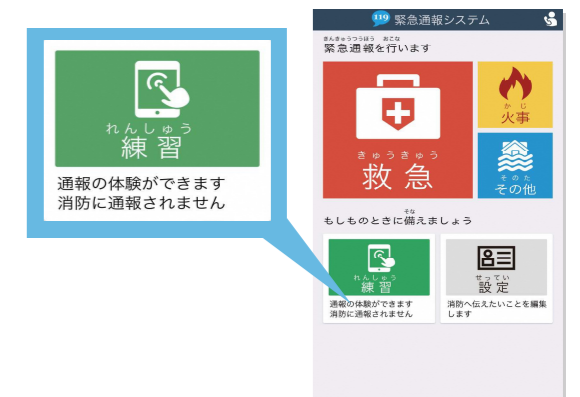 れんしゅう
練習
通報の体験ができます
消防に通報されません
119 緊急通報システム
きんきゅうつうほう おこな
緊急通報を行います
きゅうきゅう
救急
かじ
火事
そのた
その他
そな
もしものときに備えましょう
れんしゅう
練習
通報の体験ができます
消防に通報されません
せってい
設定
消防へ伝えたいことを編集
します